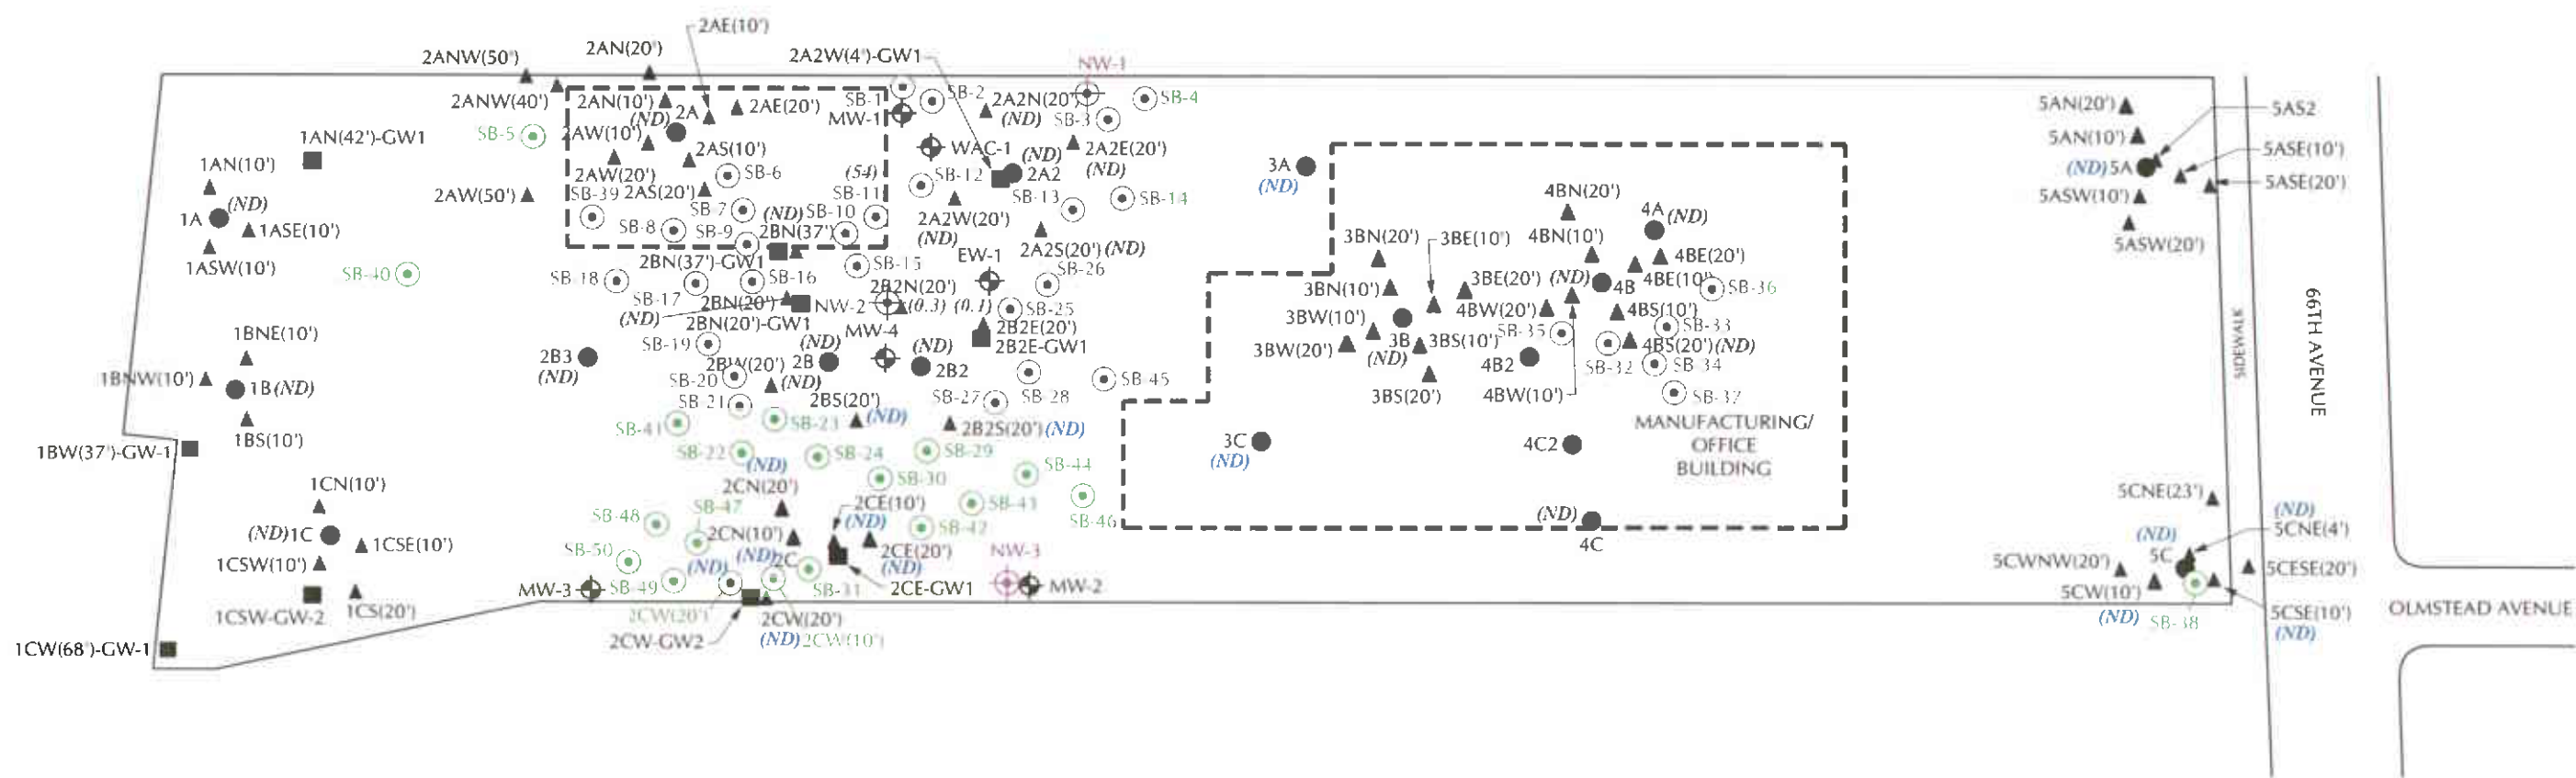 2AE(10')
2ANW(50')
2AN(20')
2A2W(4')-GW1
NW-1
2ANW(40')
2AN(10')
2A
(ND)
2AE(20')
SB-1
SB-2
MW-1
2A2N(20')
(ND)
SB-3
SB-4
5AN(20')
5AS2
1AN(42')-GW1
SB-5
2AW(10')
2AS(10')
WAC-1
(ND)
2A2
2A2E(20')
(ND)
3A
(ND)
5AN(10')
5ASE(10')
(ND)
5A
5ASE(20')
1AN(10')
2AW(20')
2AS(20')
SB-6
(54)
SB-11
SB-12
SB-13
SB-14
5ASW(10')
5ASW(20')
2AW(50')
SB-39
SB-7
(ND)
SB-10
2A2W(20')
(ND)
4BN(20')
4A
(ND)
(ND)
1A
1ASE(10')
1ASW(10')
SB-8
SB-9
2BN(37')
2A2S(20')
(ND)
3BN(20')
3BE(10')
4BN(10')
4BE(20')
SB-40
2BN(37')-GW1
SB-15
EW-1
SB-26
SB-18
SB-16
SB-17
2BN(20')
(ND)
NW-2
2B2N(20')
(0.3)
(0.1)
SB-25
3BN(10')
3BE(20')
(ND)
4B
4BE(10')
SB-36
2BN(20')-GW1
MW-4
2B2E(20')
2B2E-GW1
3BW(10')
3BW(20')
3B
(ND)
3BS(10')
4BW(20')
4BS(10')
SB-35
SB-33
4BS(20')
(ND)
SIDEWALK
66TH AVENUE
1BNE(10')
SB-19
(ND)
2B
(ND)
2B2
2B3
(ND)
2BW(20')
(ND)
SB-20
SB-21
SB-45
3BS(20')
4B2
4BW(10')
SB-32
SB-34
SB-37
1BNW(10')
1B
(ND)
1BS(10')
2BS(20')
(ND)
SB-27
SB-28
SB-41
SB-23
2B2S(20')
(ND)
MANUFACTURING/
OFFICE
BUILDING
1BW(37')-GW-1
SB-22
(ND)
SB-24
SB-29
SB-44
3C
(ND)
4C2
1CN(10')
2CN(20')
SB-30
SB-41
SB-46
5CNE(23')
(ND)
SB-47
SB-48
2CE(10')
(ND)
SB-42
(ND)
4C
5CNE(4')
(ND)
5C
(ND)
1C
1CSE(10')
2CN(10')
(ND)
2C
2CE(20')
(ND)
NW-3
1CSW(10')
SB-50
(ND)
5CWNW(20')
5CESE(20')
MW-3
SB-49
SB-31
2CE-GW1
MW-2
5CW(10')
(ND)
SB-38
5CSE(10')
(ND)
OLMSTEAD AVENUE
1CSW-GW-2
1CS(20')
2CW(20')
2CW(20')
2CW-GW2
(ND)
2CW(10')
1CW(68')-GW-1